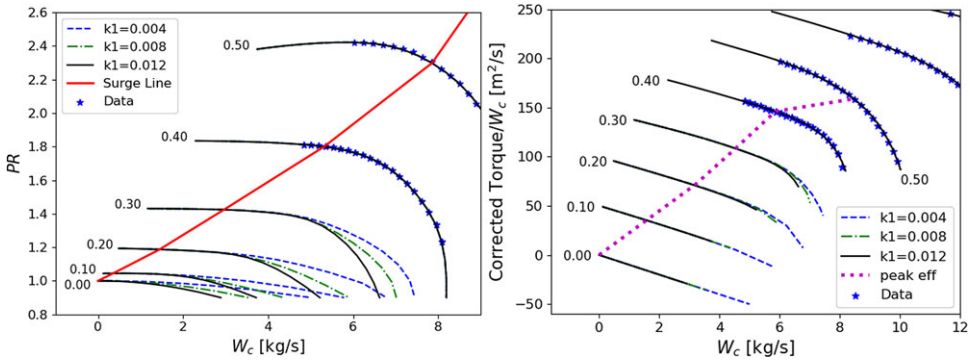 2.6
2.4
2.2
2.0
1.8
1.6
1.4
1.2
1.0
0.8
PR
k1=0.004
k1=0.008
k1=0.012
Surge Line
Data
0.50
0.40
0.30
0.20
0.10
0.00
0 2 4 6 8
W_c [kg/s]
250
200
150
100
50
0
−50
Corrected Torque/W_c [m²/s]
0.40
0.30
0.20
0.10
0.00
0.50
k1=0.004
k1=0.008
k1=0.012
peak eff
Data
0 2 4 6 8 10 12
W_c [kg/s]